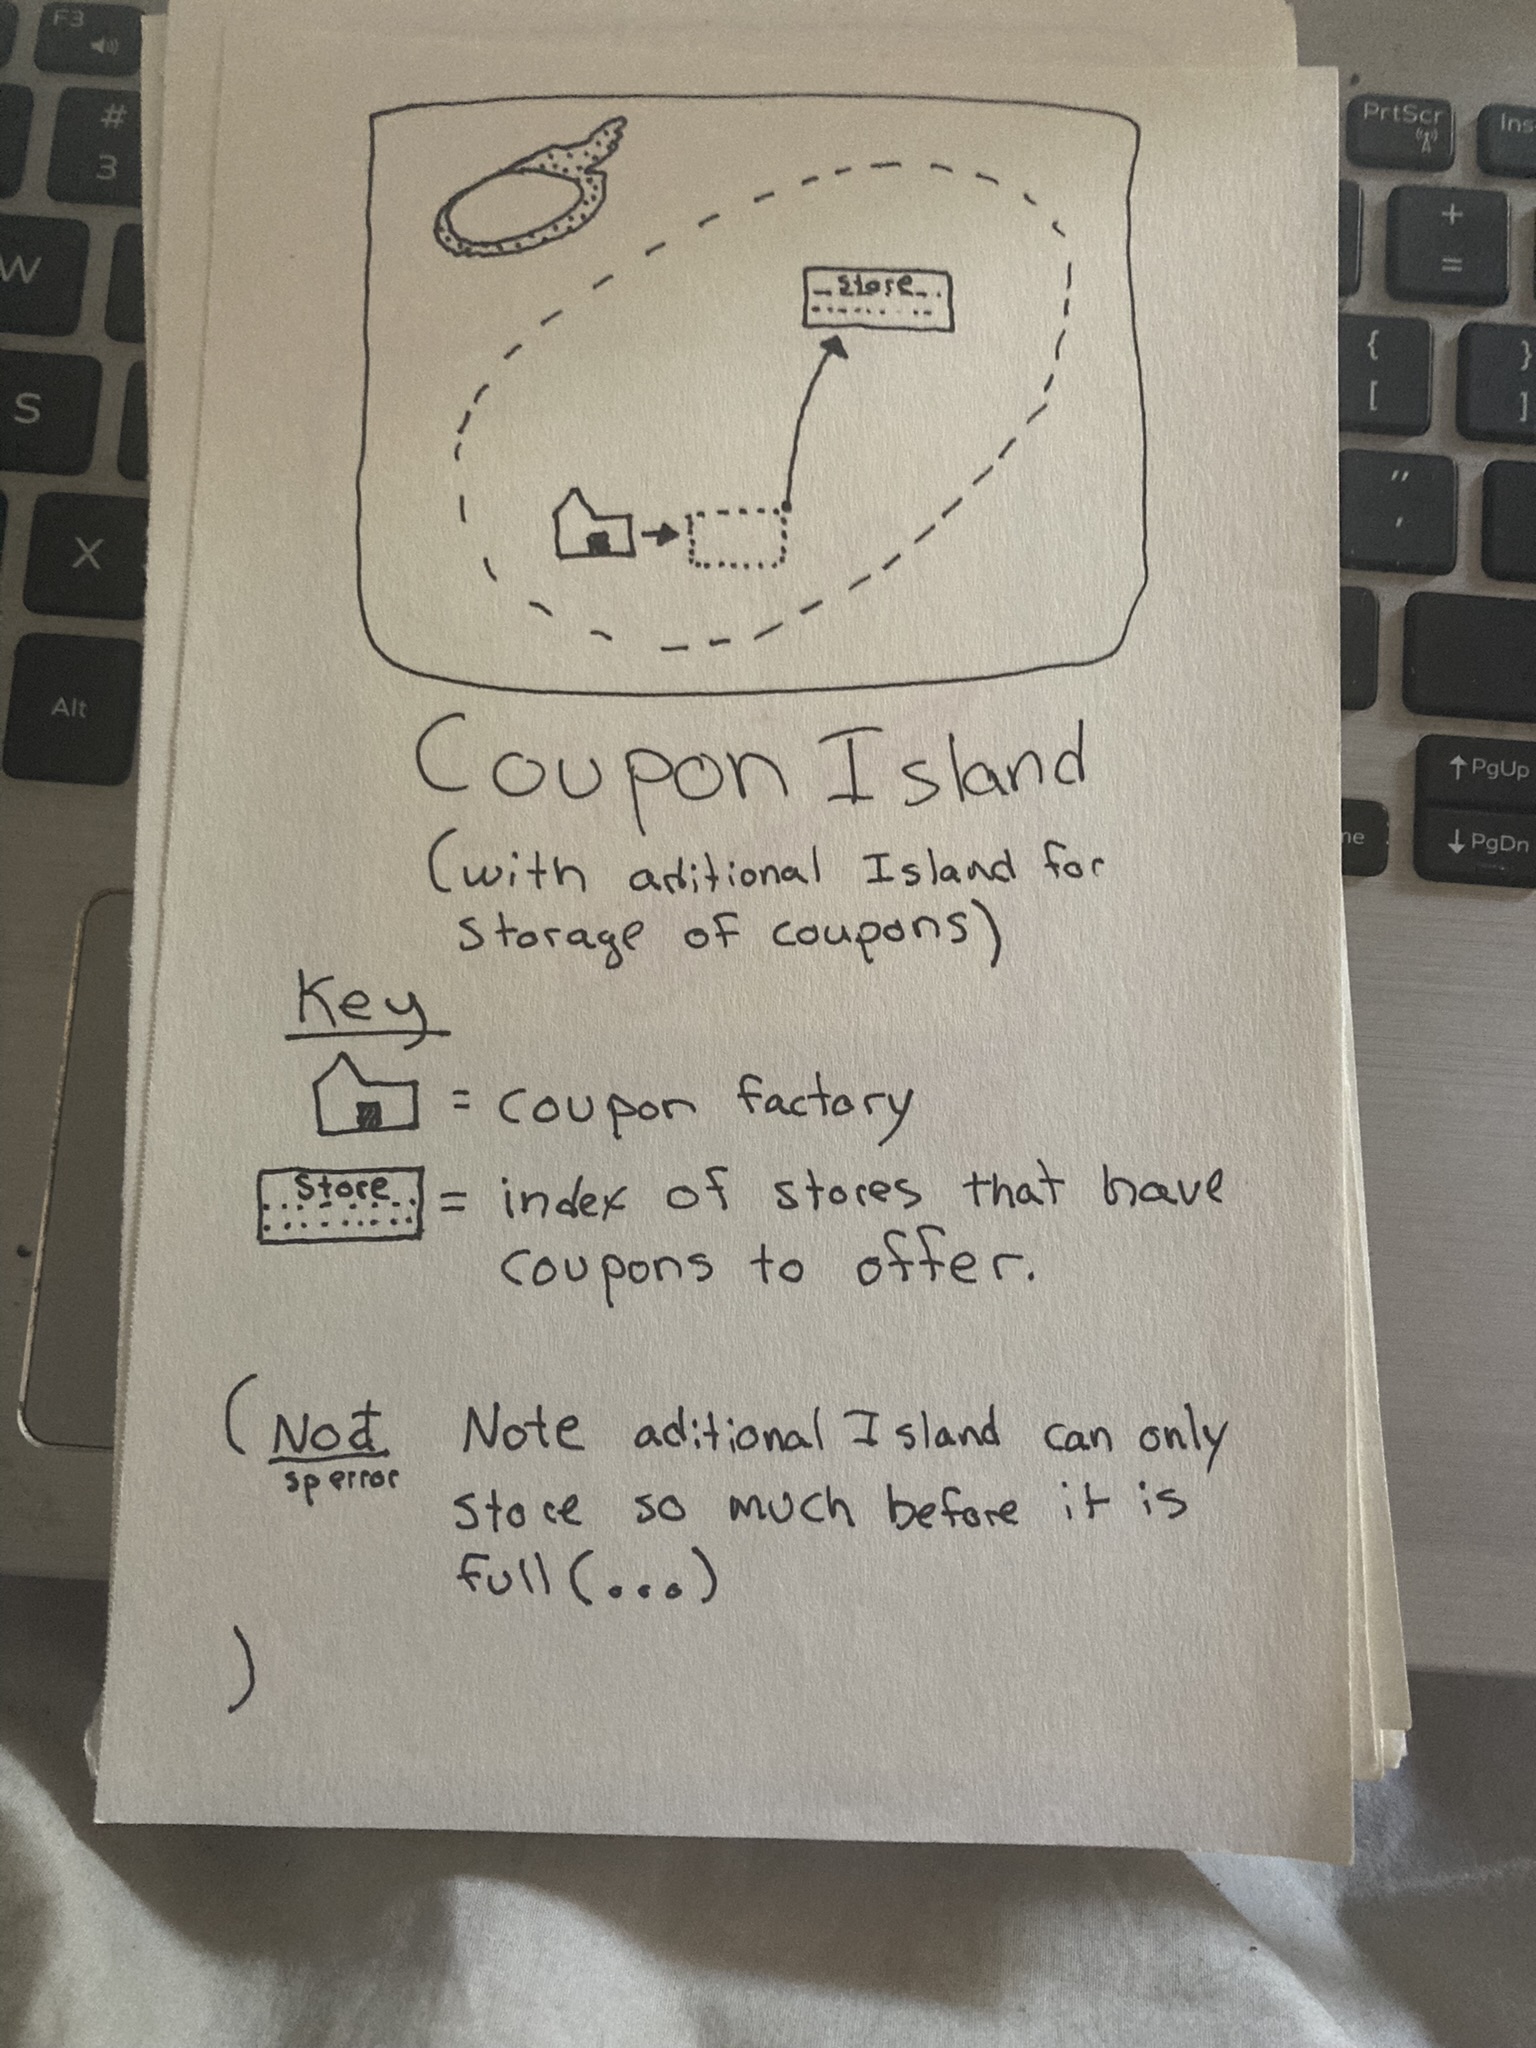 Store
Coupon Island
(with aditional Island for
storage of coupons)
Key
= coupon factory
Store = index of stores that have
coupons to offer.
(Not Note aditional Island can only
sp error
store so much before it is
full (...)
)
F3
#
3
W
S
X
Alt
PrtScr
Ins
+
=
{
[
}
]
"
,
↑ PgUp
↓ PgDn